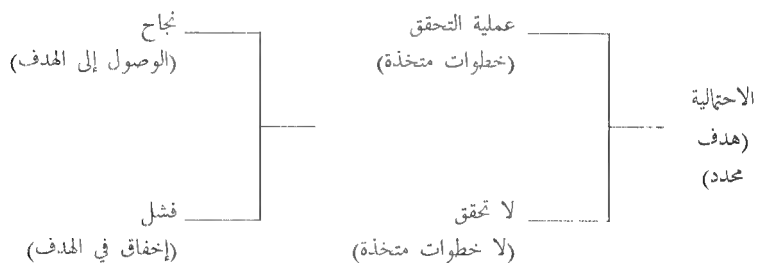 الاحتمالية
(هدف
محدد)
عملية التحقق
(خطوات متخذة)
لا تحقق
(لا خطوات متخذة)
نجاح
(الوصول إلى الهدف)
فشل
(إخفاق في الهدف)